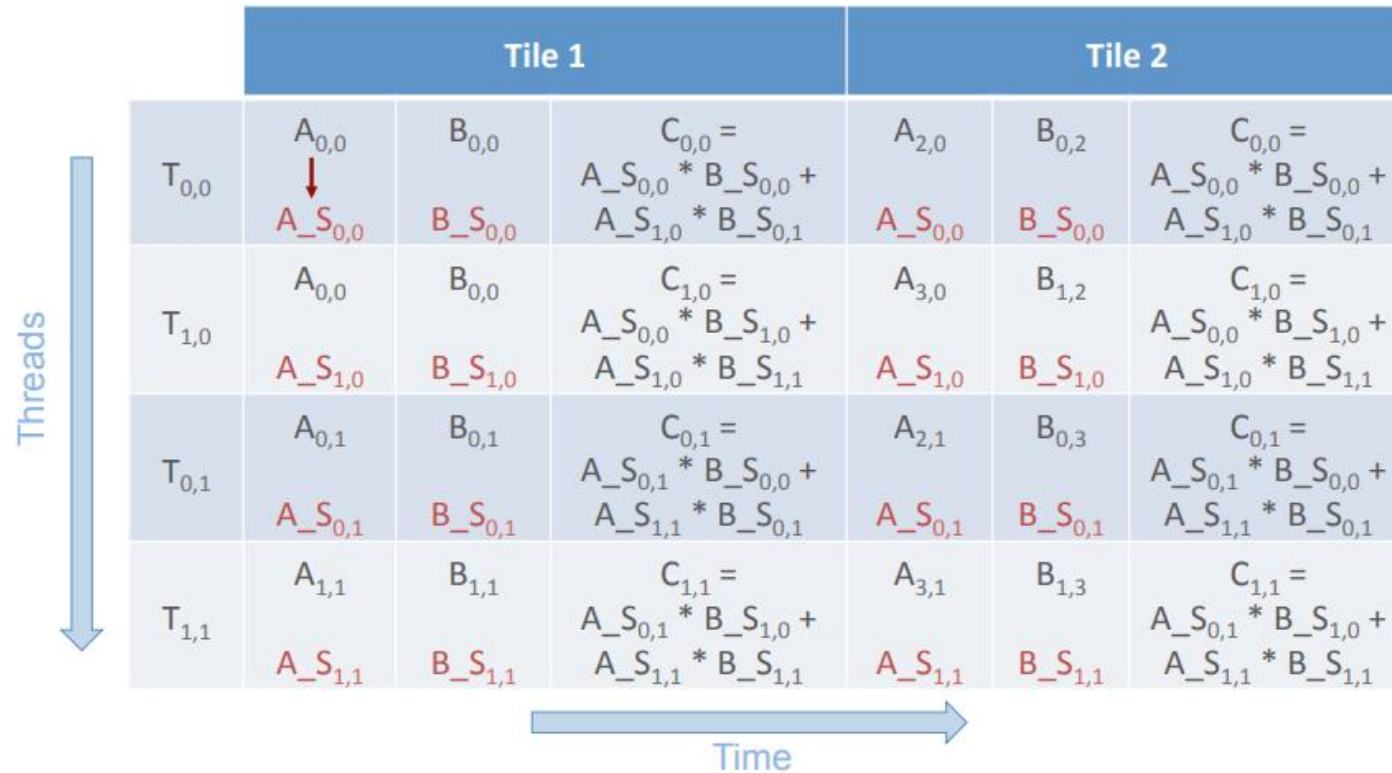 Tile 1 Tile 2
T0,0 A0,0 B0,0 C0,0 = A2,0 B0,2 C0,0 =
A_S0,0 * B_S0,0 + A_S0,0 * B_S0,0 +
A_S0,0 B_S0,0 A_S1,0 * B_S0,1 A_S0,0 B_S0,0 A_S1,0 * B_S0,1
T1,0 A0,0 B0,0 C1,0 = A3,0 B1,2 C1,0 =
A_S0,0 * B_S1,0 + A_S0,0 * B_S1,0 +
A_S1,0 B_S1,0 A_S1,0 * B_S1,1 A_S1,0 B_S1,0 A_S1,0 * B_S1,1
T0,1 A0,1 B0,1 C0,1 = A2,1 B0,3 C0,1 =
A_S0,1 * B_S0,0 + A_S0,1 * B_S0,0 +
A_S0,1 B_S0,1 A_S1,1 * B_S0,1 A_S0,1 B_S0,1 A_S1,1 * B_S0,1
T1,1 A1,1 B1,1 C1,1 = A3,1 B1,3 C1,1 =
A_S0,1 * B_S1,0 + A_S0,1 * B_S1,0 +
A_S1,1 B_S1,1 A_S1,1 * B_S1,1 A_S1,1 B_S1,1 A_S1,1 * B_S1,1
Threads
Time